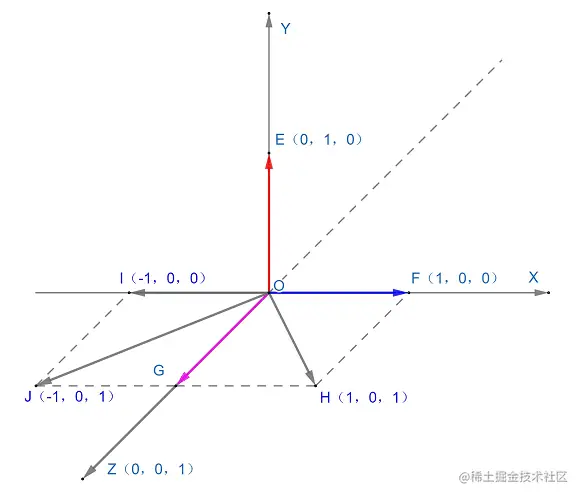 Y
E（0，1，0）
I（-1，0，0）
O
F（1，0，0）
X
G
J（-1，0，1）
H（1，0，1）
Z（0，0，1）
@稀土掘金技术社区